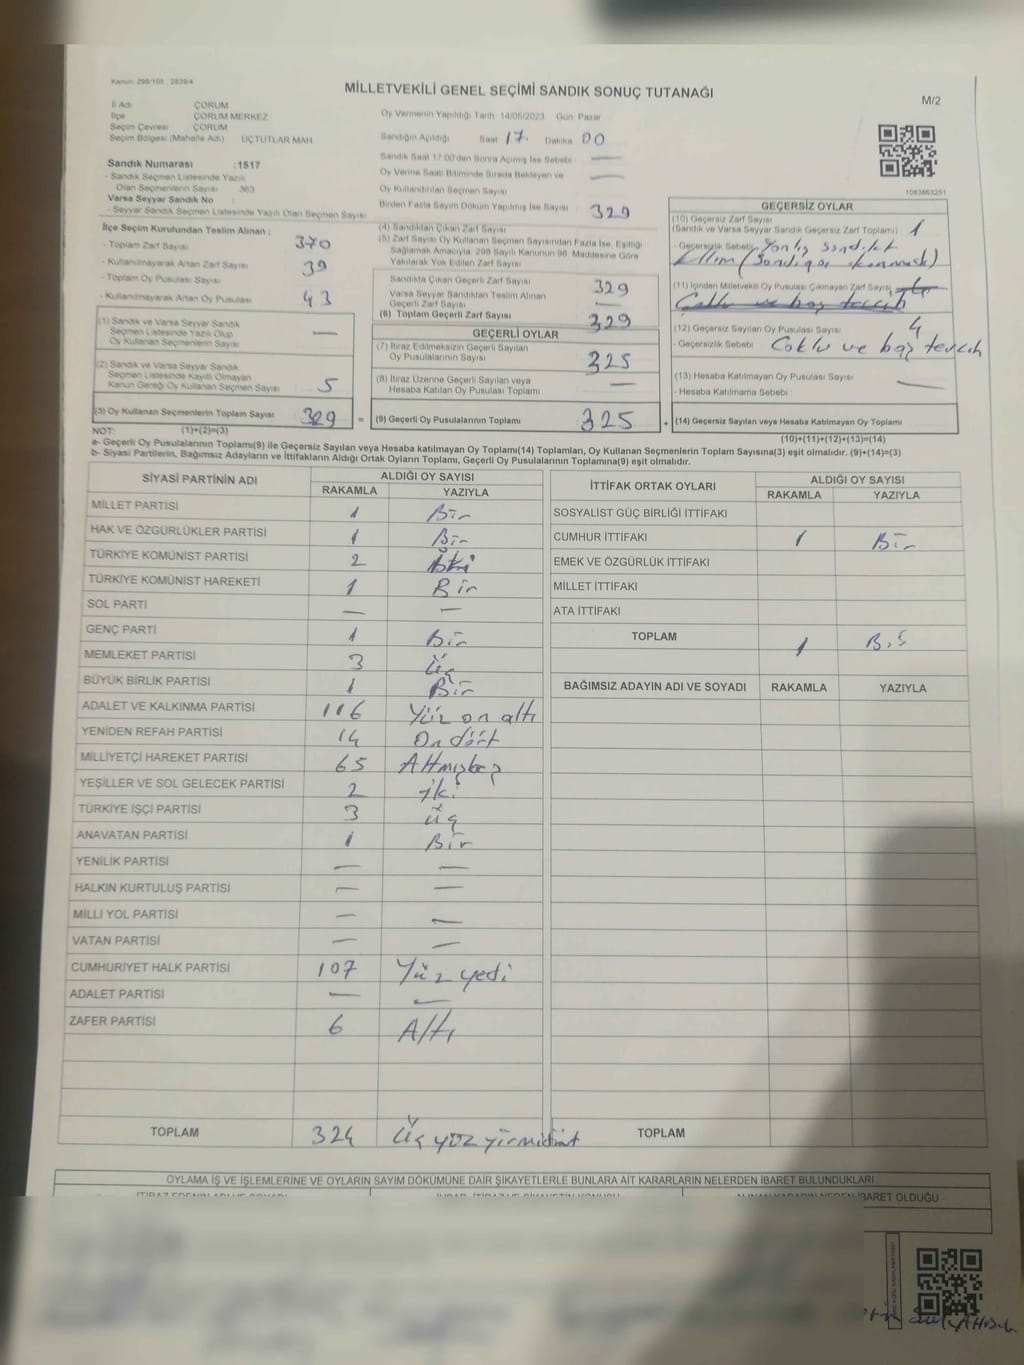 Kanun: 298/105 2839/4
MİLLETVEKİLİ GENEL SEÇİMİ SANDIK SONUÇ TUTANAĞI
M/2
İl Adı ÇORUM
İlçe ÇORUM MERKEZ
Seçim Çevresi ÇORUM
Seçim Bölgesi (Mahalle Adı) ÜÇTUTLAR MAH
Oy Vermenin Yapıldığı Tarih 14/05/2023 Gün Pazar
Sandığın Açıldığı Saat 17. Dakika 00
Sandık Saat 17:00'den Sonra Açılmış İse Sebebi —
Oy Verme Saati Bitiminde Sırada Bekleyen ve
Oy Kullandırılan Seçmen Sayısı —
Birden Fazla Sayım Döküm Yapılmış İse Sayısı 329
1083863251
Sandık Numarası :1517
- Sandık Seçmen Listesinde Yazılı
Olan Seçmenlerin Sayısı 363
Varsa Seyyar Sandık No :
- Seyyar Sandık Seçmen Listesinde Yazılı Olan Seçmen Sayısı
İlçe Seçim Kurulundan Teslim Alınan :
- Toplam Zarf Sayısı 370
- Kullanılmayarak Artan Zarf Sayısı 39
- Toplam Oy Pusulası Sayısı
- Kullanılmayarak Artan Oy Pusulası 43
(1) Sandık ve Varsa Seyyar Sandık
Seçmen Listesinde Yazılı Olup
Oy Kullanan Seçmenlerin Sayısı —
(2) Sandık ve Varsa Seyyar Sandık
Seçmen Listesinde Kayıtlı Olmayan
Kanun Gereği Oy Kullanan Seçmen Sayısı 5
(3) Oy Kullanan Seçmenlerin Toplam Sayısı 329 =
(1)+(2)=(3)
(4) Sandıktan Çıkan Zarf Sayısı
(5) Zarf Sayısı Oy Kullanan Seçmen Sayısından Fazla İse, Eşitliği
Sağlamak Amacıyla; 298 Sayılı Kanunun 98. Maddesine Göre
Yakılarak Yok Edilen Zarf Sayısı
Sandıkta Çıkan Geçerli Zarf Sayısı 329
Varsa Seyyar Sandıktan Teslim Alınan
Geçerli Zarf Sayısı —
(6) Toplam Geçerli Zarf Sayısı 329
GEÇERLİ OYLAR
(7) İtiraz Edilmeksizin Geçerli Sayılan
Oy Pusulalarının Sayısı 325
(8) İtiraz Üzerine Geçerli Sayılan veya
Hesaba Katılan Oy Pusulası Toplamı —
(9) Geçerli Oy Pusulalarının Toplamı 325 +
GEÇERSİZ OYLAR
(10) Geçersiz Zarf Sayısı
(Sandık ve Varsa Seyyar Sandık Geçersiz Zarf Toplamı) 1
- Geçersizlik Sebebi: Yanlış Sandıkta
(11) İçinden Milletvekili Oy Pusulası Çıkmayan Zarf Sayısı
(12) Geçersiz Sayılan Oy Pusulası Sayısı 4
- Geçersizlik Sebebi Çoklu ve boş tercih
(13) Hesaba Katılmayan Oy Pusulası Sayısı —
- Hesaba Katılmama Sebebi
(14) Geçersiz Sayılan veya Hesaba Katılmayan Oy Toplamı
(10)+(11)+(12)+(13)=(14)
NOT:
a- Geçerli Oy Pusulalarının Toplamı(9) ile Geçersiz Sayılan veya Hesaba katılmayan Oy Toplamı(14) Toplamları, Oy Kullanan Seçmenlerin Toplam Sayısına(3) eşit olmalıdır. (9)+(14)=(3)
b- Siyasi Partilerin, Bağımsız Adayların ve İttifakların Aldığı Ortak Oyların Toplamı, Geçerli Oy Pusulalarının Toplamına(9) eşit olmalıdır.
SİYASİ PARTİNİN ADI ALDIĞI OY SAYISI
RAKAMLA YAZIYLA
MİLLET PARTİSİ 1 Bir
HAK VE ÖZGÜRLÜKLER PARTİSİ 1 Bir
TÜRKİYE KOMÜNİST PARTİSİ 2 İki
TÜRKİYE KOMÜNİST HAREKETİ 1 Bir
SOL PARTİ — —
GENÇ PARTİ 1 Bir
MEMLEKET PARTİSİ 3 Üç
BÜYÜK BİRLİK PARTİSİ 1 Bir
ADALET VE KALKINMA PARTİSİ 116 Yüz on altı
YENİDEN REFAH PARTİSİ 14 On dört
MİLLİYETÇİ HAREKET PARTİSİ 65 Altmışbeş
YEŞİLLER VE SOL GELECEK PARTİSİ 2 iki
TÜRKİYE İŞÇİ PARTİSİ 3 üç
ANAVATAN PARTİSİ 1 Bir
YENİLİK PARTİSİ — —
HALKIN KURTULUŞ PARTİSİ — —
MİLLİ YOL PARTİSİ — —
VATAN PARTİSİ — —
CUMHURİYET HALK PARTİSİ 107 Yüz yedi
ADALET PARTİSİ — —
ZAFER PARTİSİ 6 Altı
TOPLAM 324 Üç yüz yirmidört
İTTİFAK ORTAK OYLARI ALDIĞI OY SAYISI
RAKAMLA YAZIYLA
SOSYALİST GÜÇ BİRLİĞİ İTTİFAKI
CUMHUR İTTİFAKI 1 Bir
EMEK VE ÖZGÜRLÜK İTTİFAKI
MİLLET İTTİFAKI
ATA İTTİFAKI
TOPLAM 1 Bir
BAĞIMSIZ ADAYIN ADI VE SOYADI RAKAMLA YAZIYLA
TOPLAM
OYLAMA İŞ VE İŞLEMLERİNE VE OYLARIN SAYIM DÖKÜMÜNE DAİR ŞİKAYETLERLE BUNLARA AİT KARARLARIN NELERDEN İBARET BULUNDUKLARI
İBARET OLDUĞU